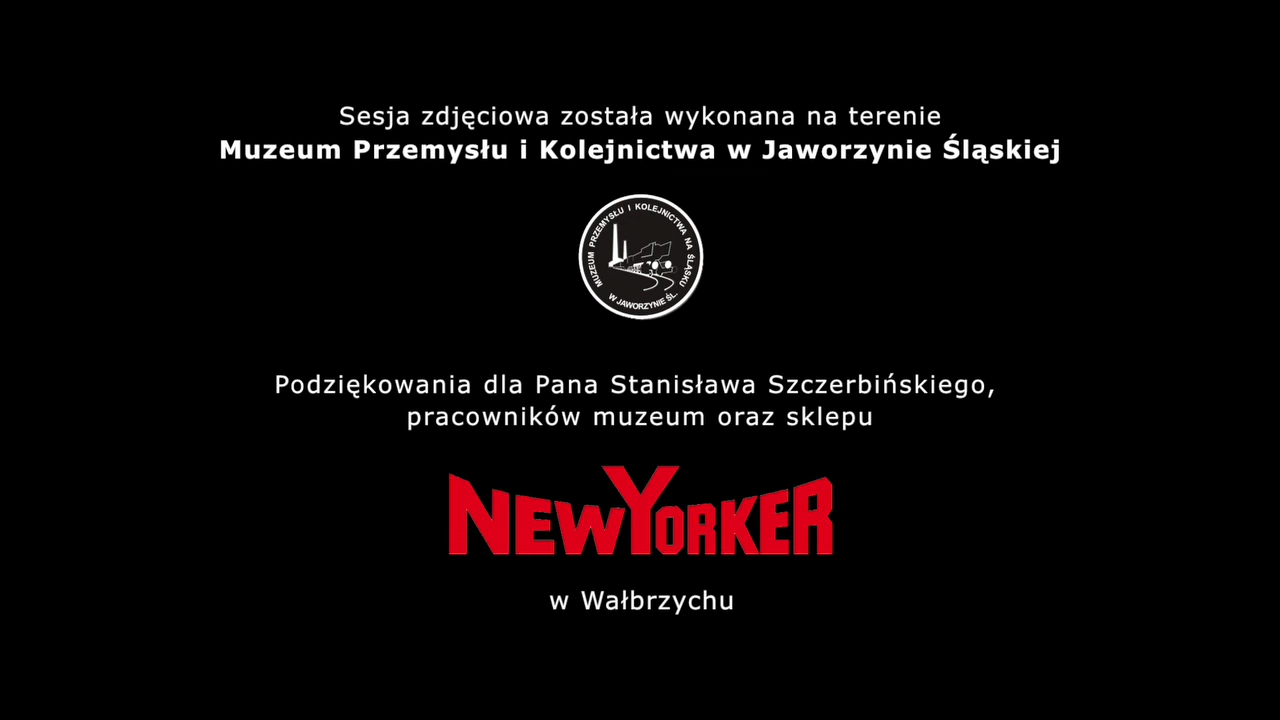 Sesja zdjęciowa została wykonana na terenie
Muzeum Przemysłu i Kolejnictwa w Jaworzynie Śląskiej
MUZEUM PRZEMYSŁU I KOLEJNICTWA NA ŚLĄSKU
W JAWORZYNIE ŚL.
Podziękowania dla Pana Stanisława Szczerbińskiego,
pracowników muzeum oraz sklepu
NEWYORKER
w Wałbrzychu